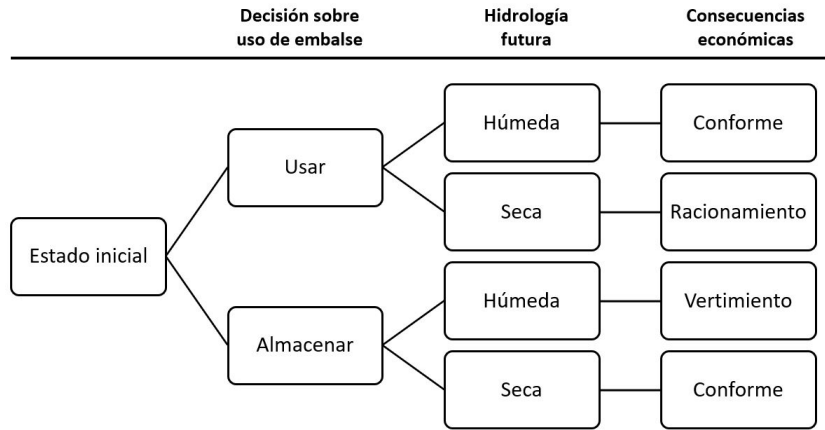 Decisión sobre
uso de embalse
Hidrología
futura
Consecuencias
económicas
Estado inicial
Usar
Húmeda
Conforme
Seca
Racionamiento
Almacenar
Húmeda
Vertimiento
Seca
Conforme